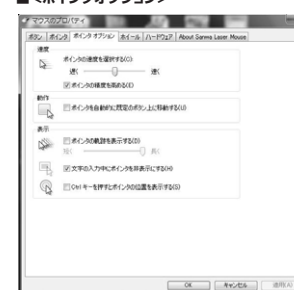 ■<ポインタオプション>
マウスのプロパティ
ボタン ポインタ ポインタ オプション ホイール ハードウェア About Sanwa Laser Mouse
速度
ポインタの速度を選択する(C)
遅く 速く
ポインタの精度を高める(E)
動作
ポインタを自動的に既定のボタン上に移動する(U)
表示
ポインタの軌跡を表示する(D)
短く 長く
文字の入力中にポインタを非表示にする(H)
Ctrl キーを押すとポインタの位置を表示する(S)
OK キャンセル 適用(A)